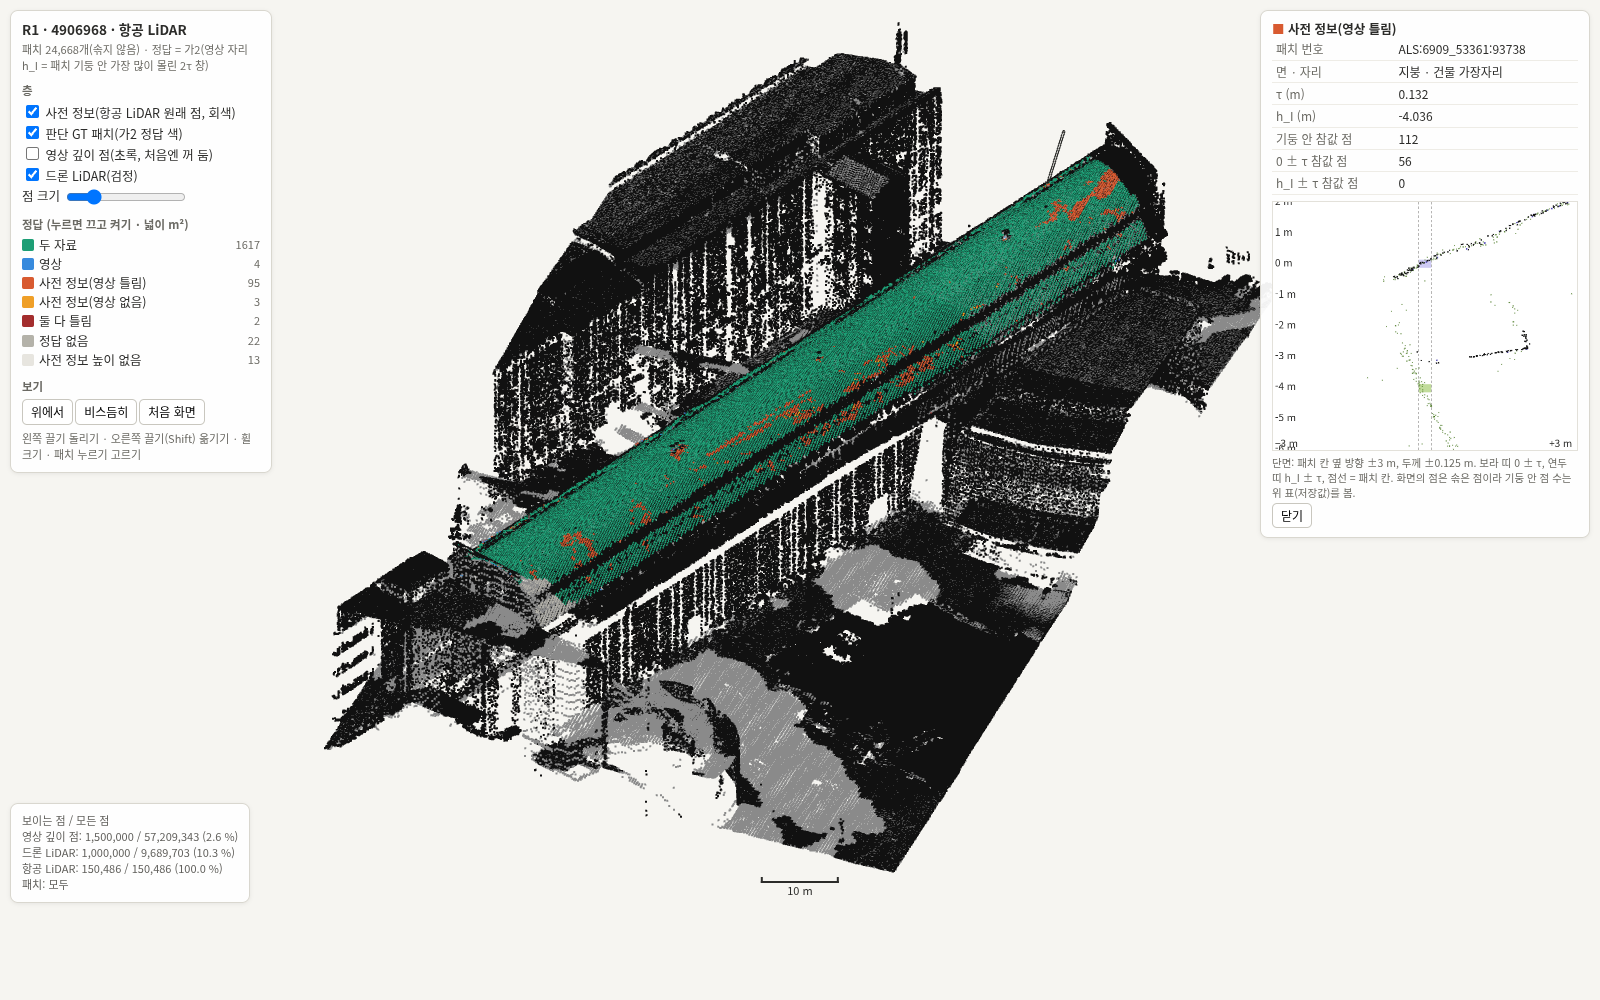 R1 · 4906968 · 항공 LiDAR
패치 24,668개(솎지 않음) · 정답 = 가2(영상 자리
h_I = 패치 기둥 안 가장 많이 몰린 2τ 창)
층
사전 정보(항공 LiDAR 원래 점, 회색)
판단 GT 패치(가2 정답 색)
영상 깊이 점(초록, 처음엔 꺼 둠)
드론 LiDAR(검정)
점 크기
정답 (누르면 끄고 켜기 · 넓이 m²)
두 자료 1617
영상 4
사전 정보(영상 틀림) 95
사전 정보(영상 없음) 3
둘 다 틀림 2
정답 없음 22
사전 정보 높이 없음 13
보기
위에서 비스듬히 처음 화면
왼쪽 끌기 돌리기 · 오른쪽 끌기(Shift) 옮기기 · 휠
크기 · 패치 누르기 고르기
보이는 점 / 모든 점
영상 깊이 점: 1,500,000 / 57,209,343 (2.6 %)
드론 LiDAR: 1,000,000 / 9,689,703 (10.3 %)
항공 LiDAR: 150,486 / 150,486 (100.0 %)
패치: 모두
10 m
사전 정보(영상 틀림)
패치 번호 ALS:6909_53361:93738
면 · 자리 지붕 · 건물 가장자리
τ (m) 0.132
h_I (m) -4.036
기둥 안 참값 점 112
0 ± τ 참값 점 56
h_I ± τ 참값 점 0
2 m
1 m
0 m
-1 m
-2 m
-3 m
-4 m
-5 m
−3 m +3 m
단면: 패치 칸 옆 방향 ±3 m, 두께 ±0.125 m. 보라 띠 0 ± τ, 연두
띠 h_I ± τ, 점선 = 패치 칸. 화면의 점은 솎은 점이라 기둥 안 점 수는
위 표(저장값)를 봄.
닫기